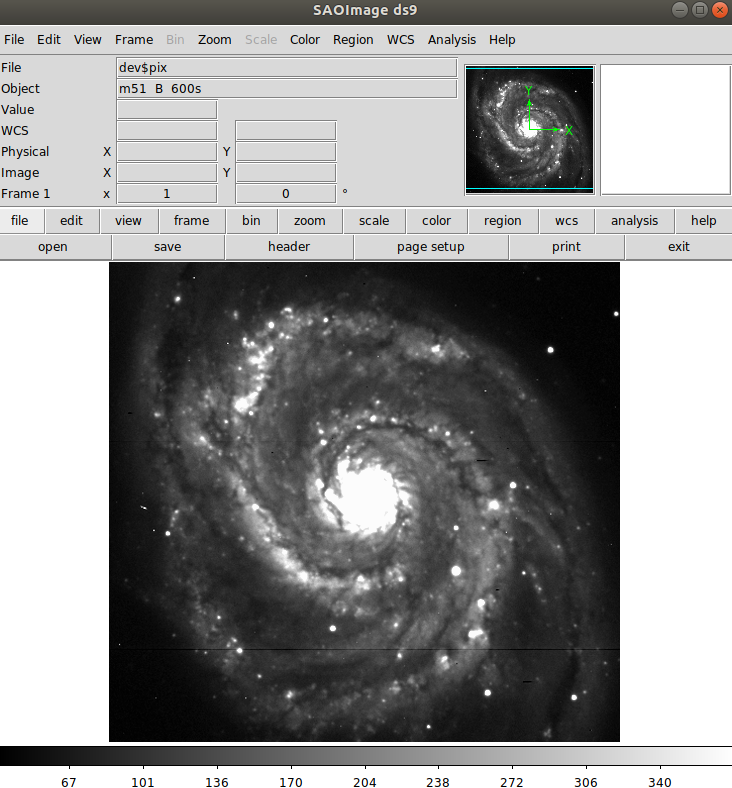 SAOImage ds9
File Edit View Frame Bin Zoom Scale Color Region WCS Analysis Help
File dev$pix
Object m51 B 600s
Value
WCS
Physical X Y
Image X Y
Frame 1 x 1 0 °
Y
X
file edit view frame bin zoom scale color region wcs analysis help
open save header page setup print exit
67 101 136 170 204 238 272 306 340